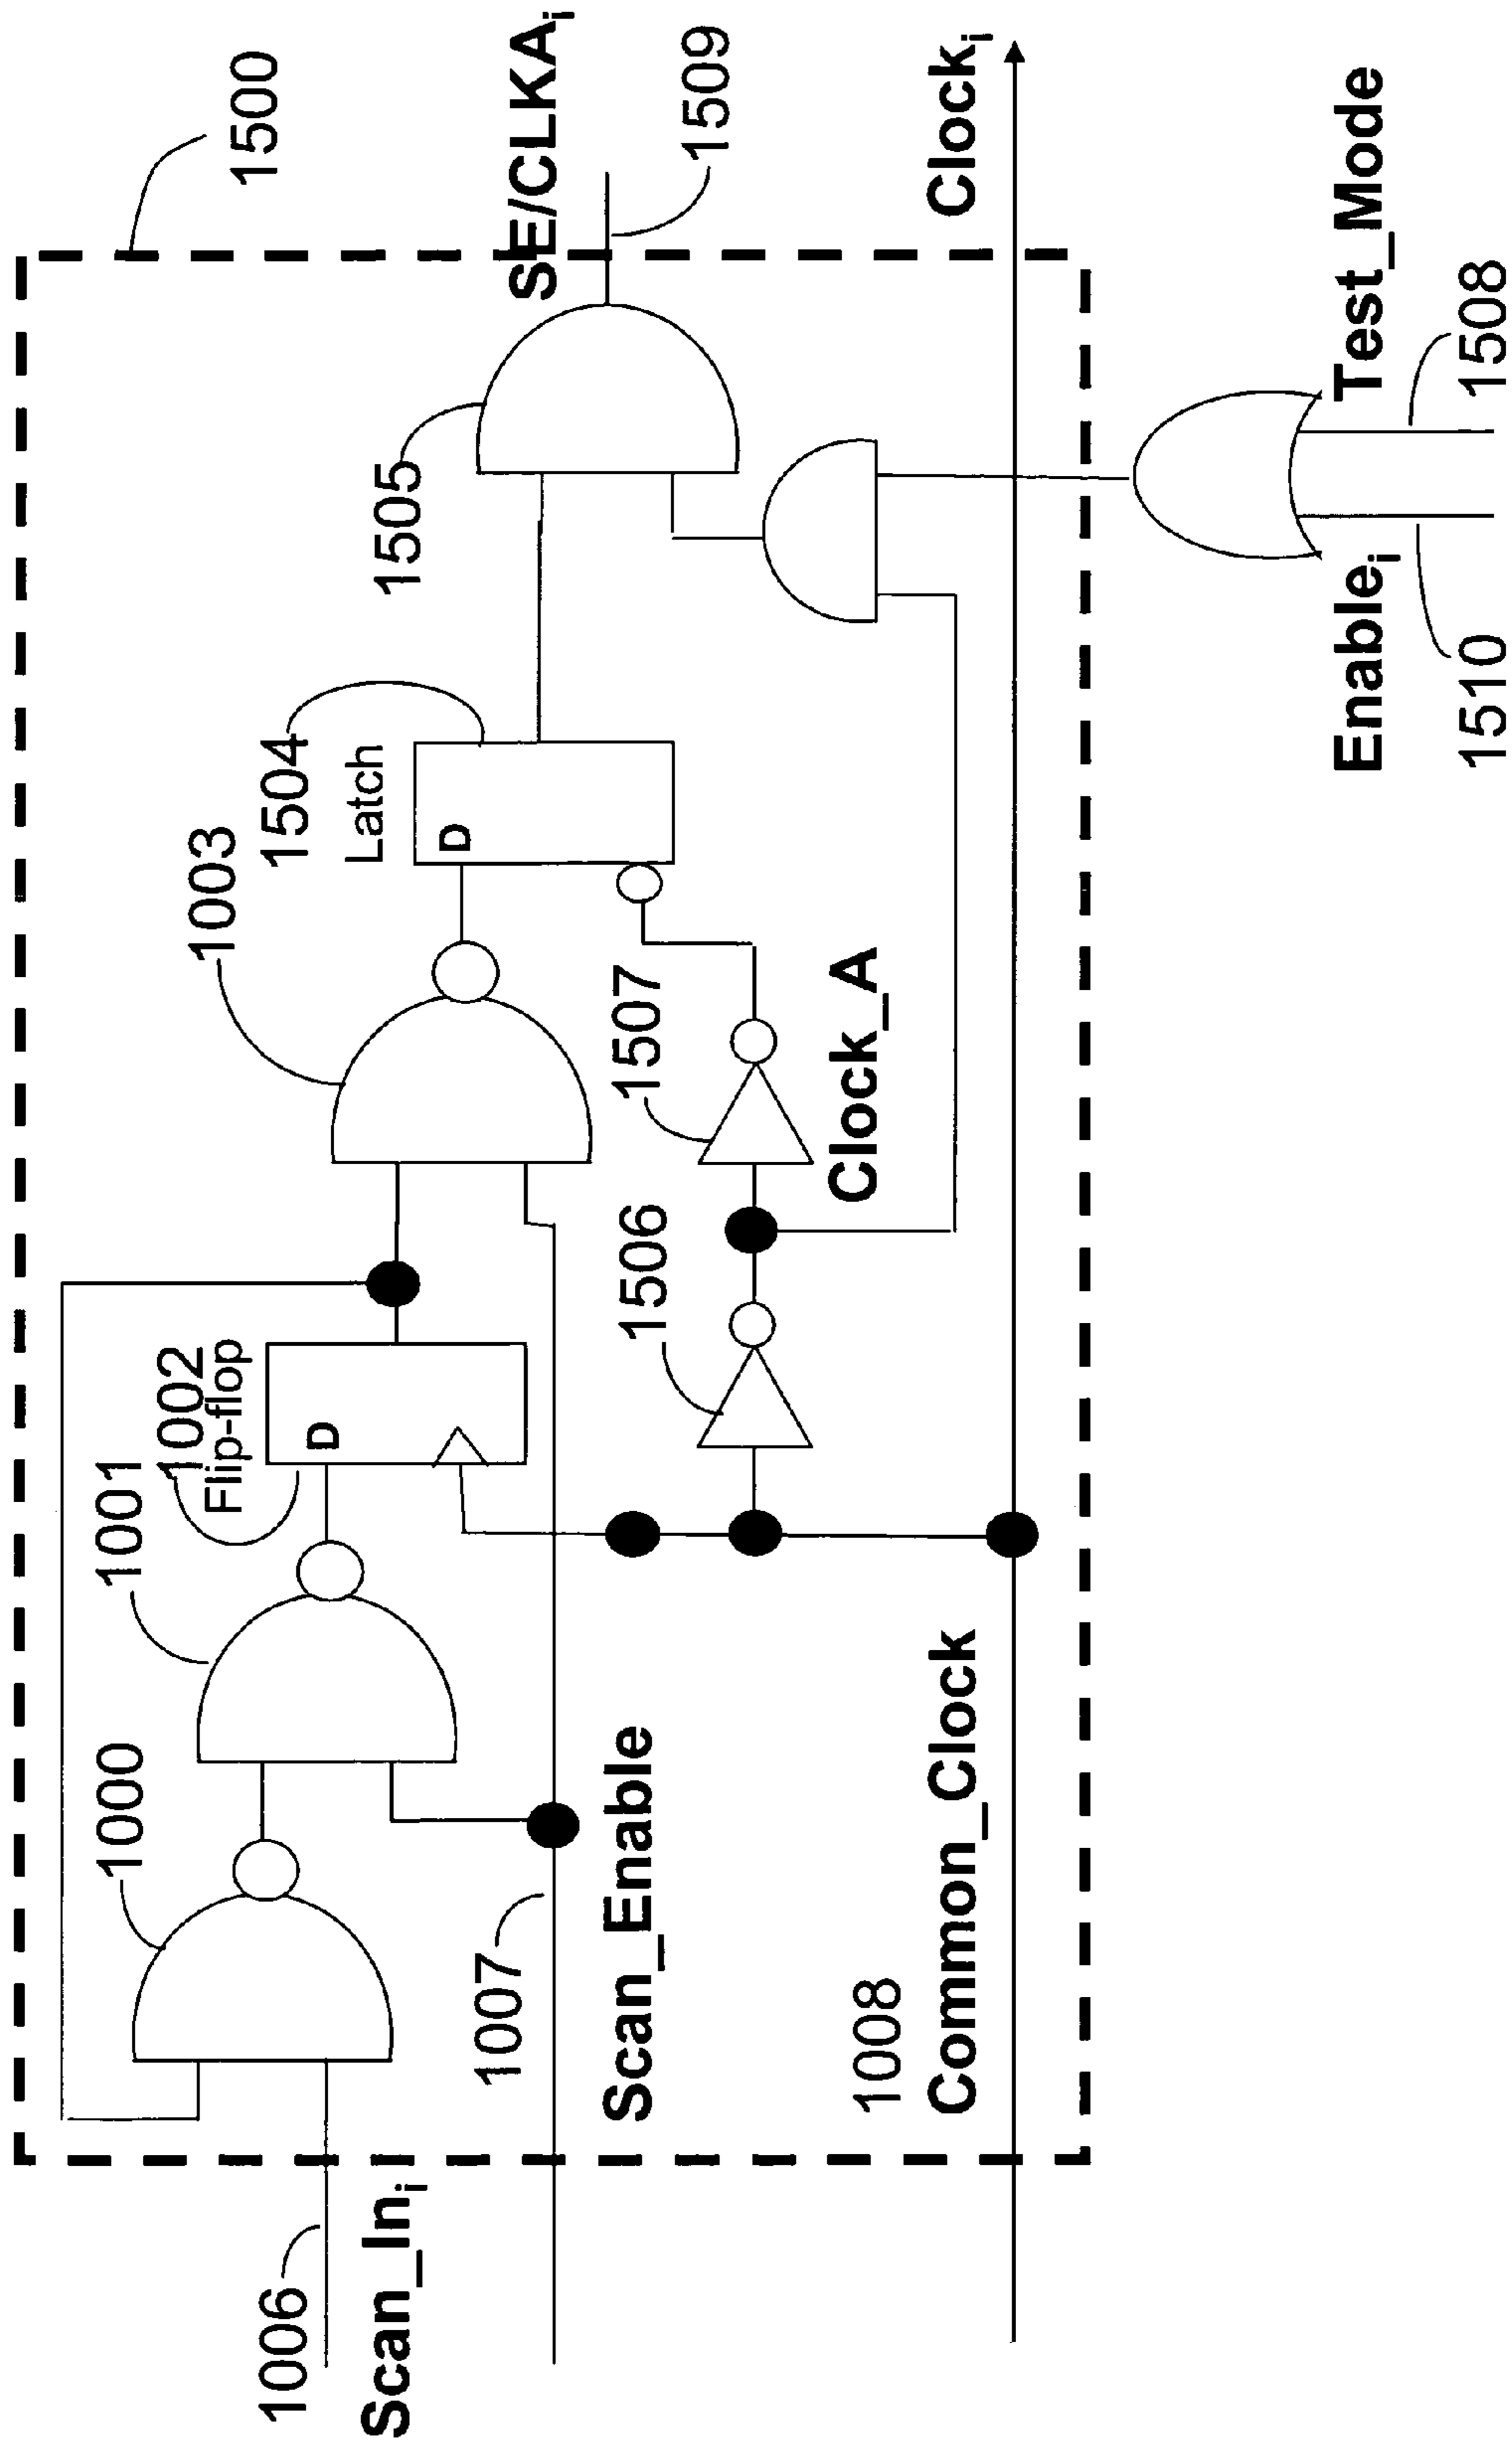 1500
SE/CLKAi
1509
1505
1504
Latch
D
1003
1002
Flip-flop
D
1001
1000
1006
Scan_Ini
1007
Scan_Enable
1506
1507
Clock_A
1008
Common_Clock
Clocki
Enablei
1510
Test_Mode
1508